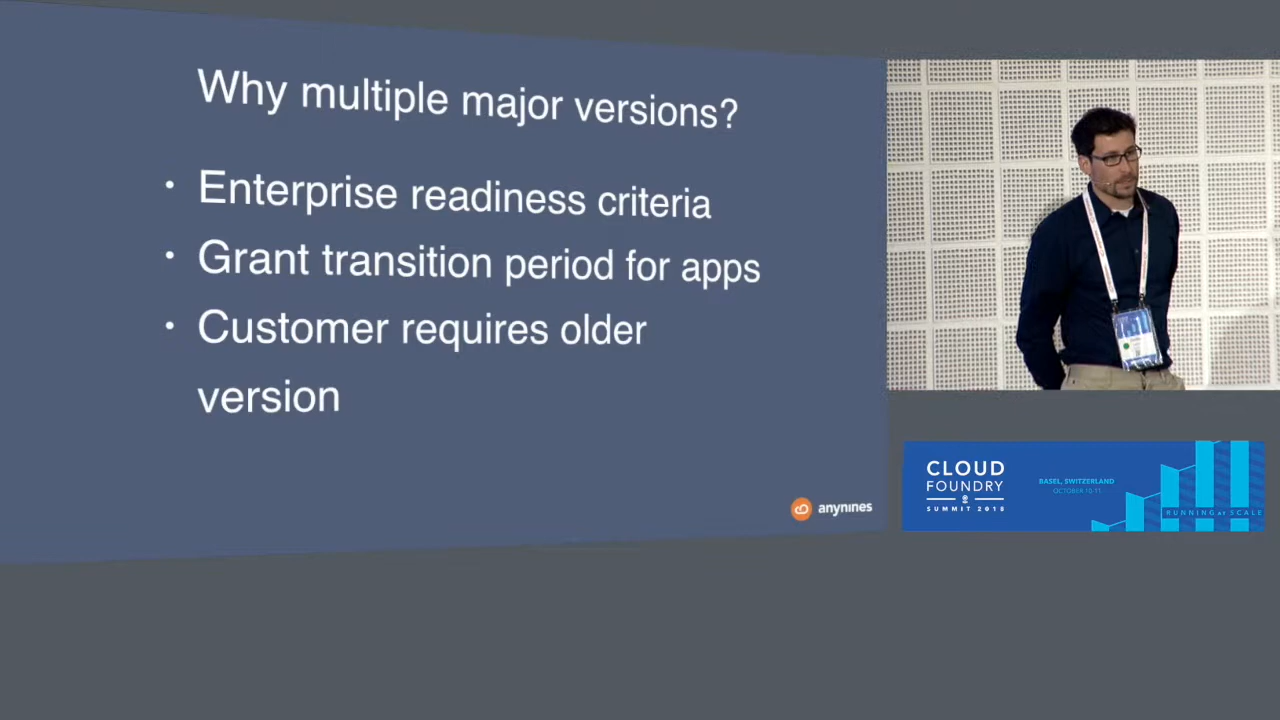 Why multiple major versions?
• Enterprise readiness criteria
• Grant transition period for apps
• Customer requires older
version
anynines
CLOUD
FOUNDRY
SUMMIT 2018
BASEL, SWITZERLAND
OCTOBER 10-11
RUNNING at SCALE